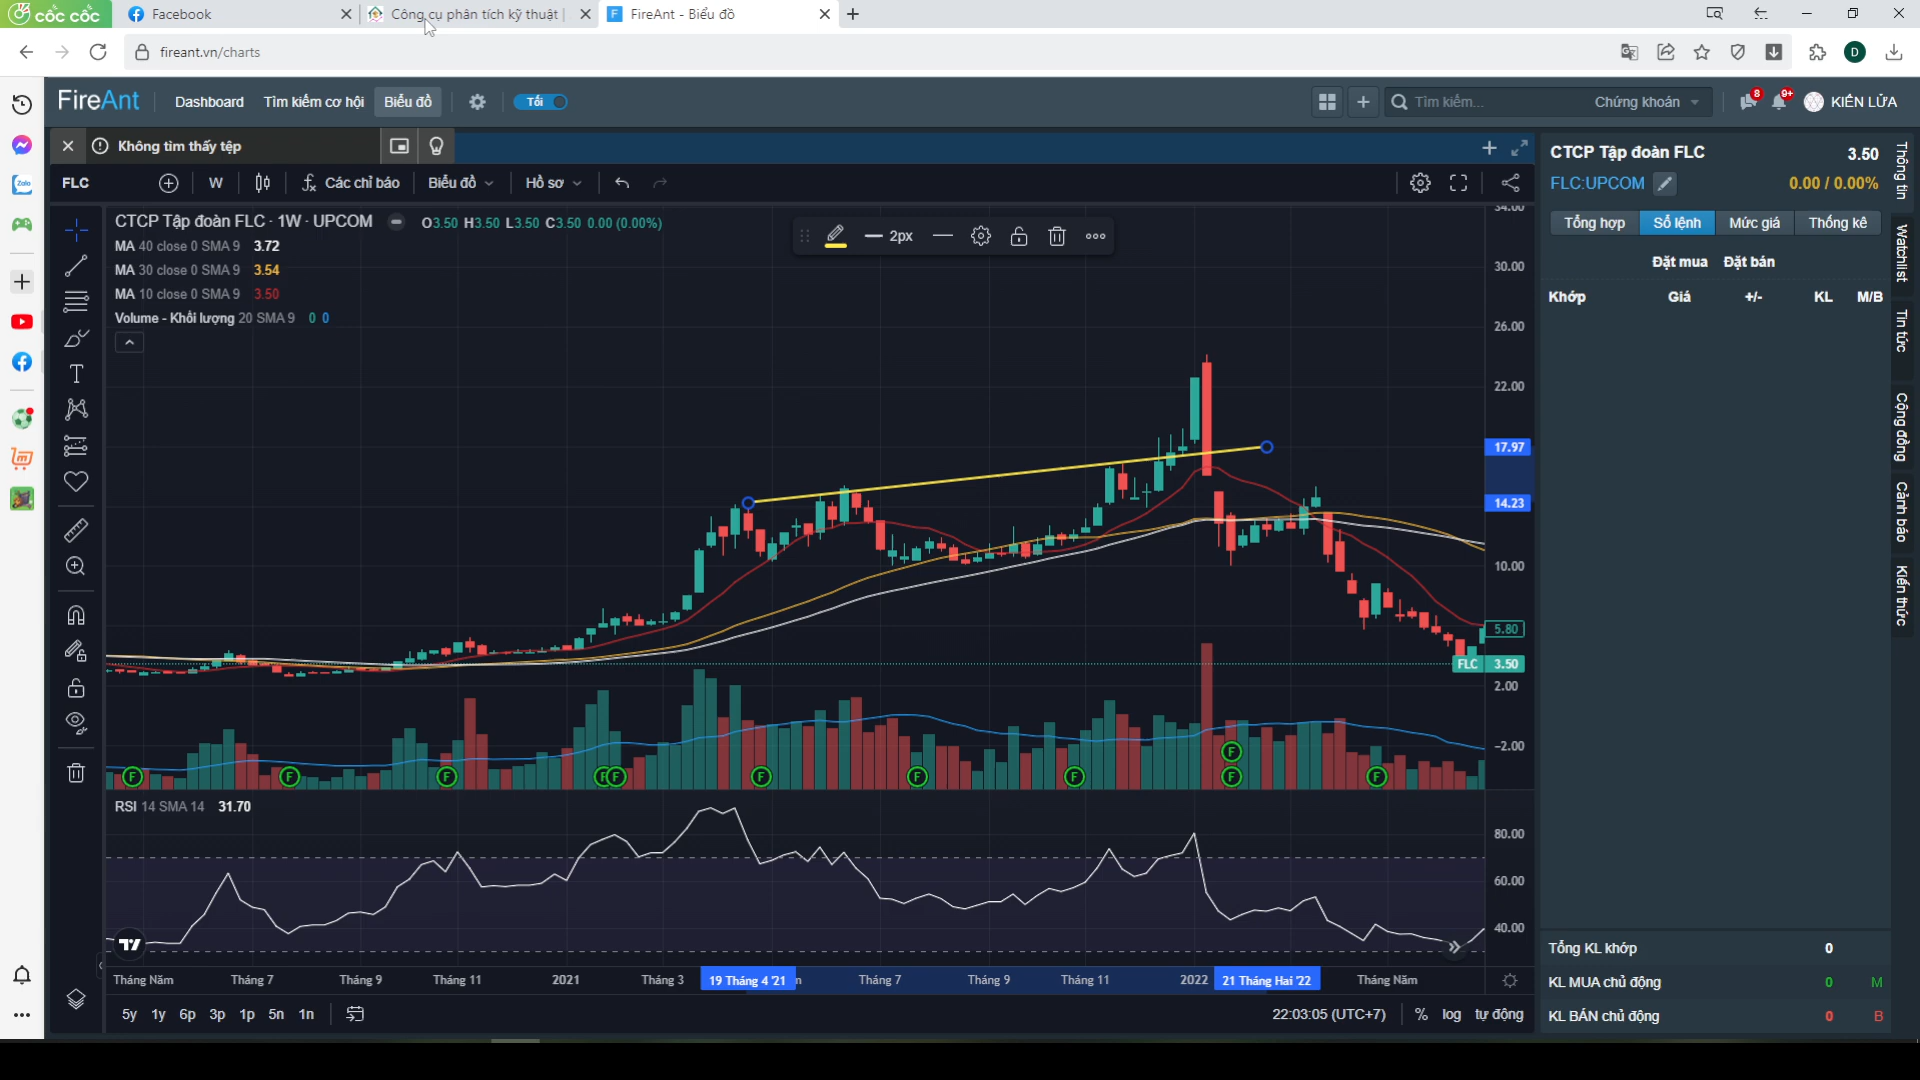 cốc cốc
Facebook
Công cụ phân tích kỹ thuật
FireAnt - Biểu đồ
fireant.vn/charts
D
FireAnt
Dashboard
Tìm kiếm cơ hội
Biểu đồ
Tối
Tìm kiếm...
Chứng khoán
8
9+
KIẾN LỬA
Không tìm thấy tệp
FLC
W
Các chỉ báo
Biểu đồ
Hồ sơ
CTCP Tập đoàn FLC · 1W · UPCOM
O3.50 H3.50 L3.50 C3.50 0.00 (0.00%)
MA 40 close 0 SMA 9 3.72
MA 30 close 0 SMA 9 3.54
MA 10 close 0 SMA 9 3.50
Volume - Khối lượng 20 SMA 9 0 0
2px
34.00
30.00
26.00
22.00
17.97
14.23
10.00
5.80
FLC 3.50
2.00
-2.00
F F F F F F F F F F F
RSI 14 SMA 14 31.70
80.00
60.00
40.00
Tháng Năm
Tháng 7
Tháng 9
Tháng 11
2021
Tháng 3
19 Tháng 4 '21
Tháng 7
Tháng 9
Tháng 11
2022
21 Tháng Hai '22
Tháng Năm
5y 1y 6p 3p 1p 5n 1n
22:03:05 (UTC+7)
% log tự động
CTCP Tập đoàn FLC
3.50
FLC:UPCOM
0.00 / 0.00%
Tổng hợp
Sổ lệnh
Mức giá
Thống kê
Đặt mua
Đặt bán
Khớp
Giá
+/-
KL
M/B
Tổng KL khớp 0
KL MUA chủ động 0 M
KL BÁN chủ động 0 B
Thông tin
Watchlist
Tin tức
Cộng đồng
Cảnh báo
Kiến thức
Zalo